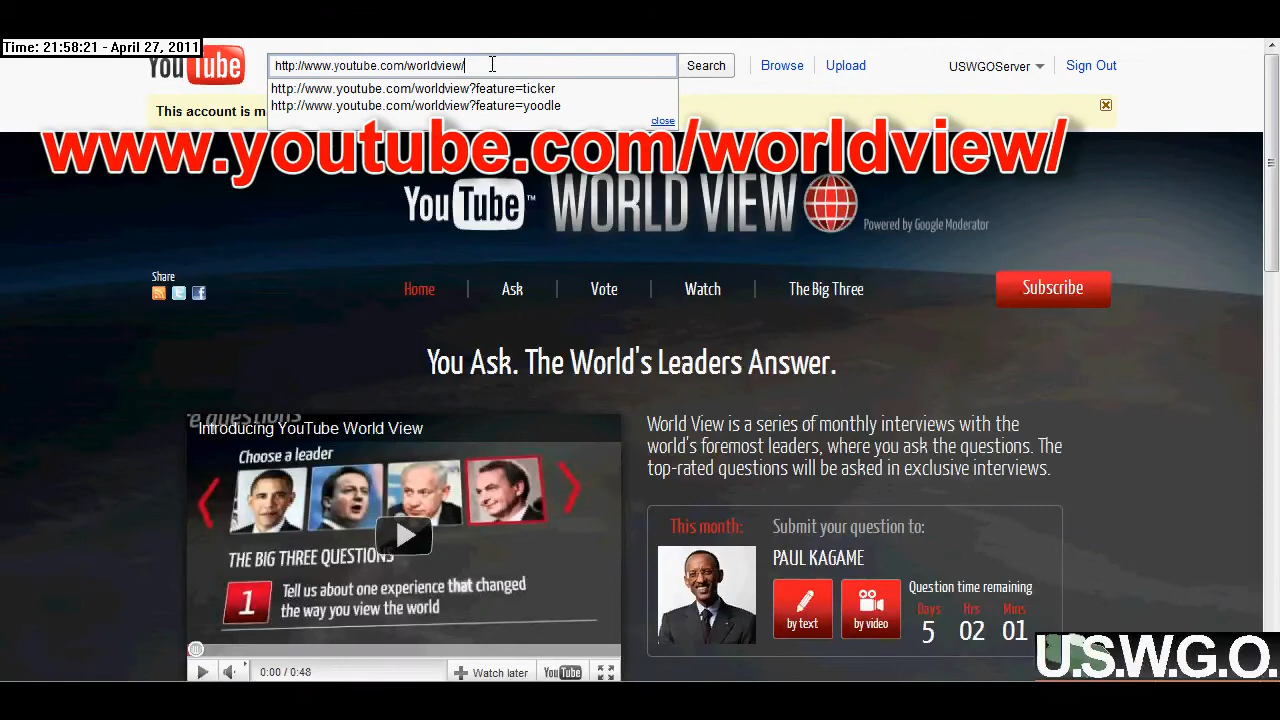 Time: 21:58:21 - April 27, 2011
YouTube
http://www.youtube.com/worldview/
Search
Browse
Upload
USWGOServer
Sign Out
http://www.youtube.com/worldview?feature=ticker
http://www.youtube.com/worldview?feature=yoodle
close
This account is m
www.youtube.com/worldview/
YouTube™ WORLD VIEW
Powered by Google Moderator
Share
Home
Ask
Vote
Watch
The Big Three
Subscribe
You Ask. The World's Leaders Answer.
e questions
Introducing YouTube World View
Choose a leader
THE BIG THREE QUESTIONS
1
Tell us about one experience that changed
the way you view the world
0:00 / 0:48
Watch later
YouTube
World View is a series of monthly interviews with the
world's foremost leaders, where you ask the questions. The
top-rated questions will be asked in exclusive interviews.
This month:
Submit your question to:
PAUL KAGAME
by text
by video
Question time remaining
Days Hrs Mins
5 02 01
U.S.W.G.O.